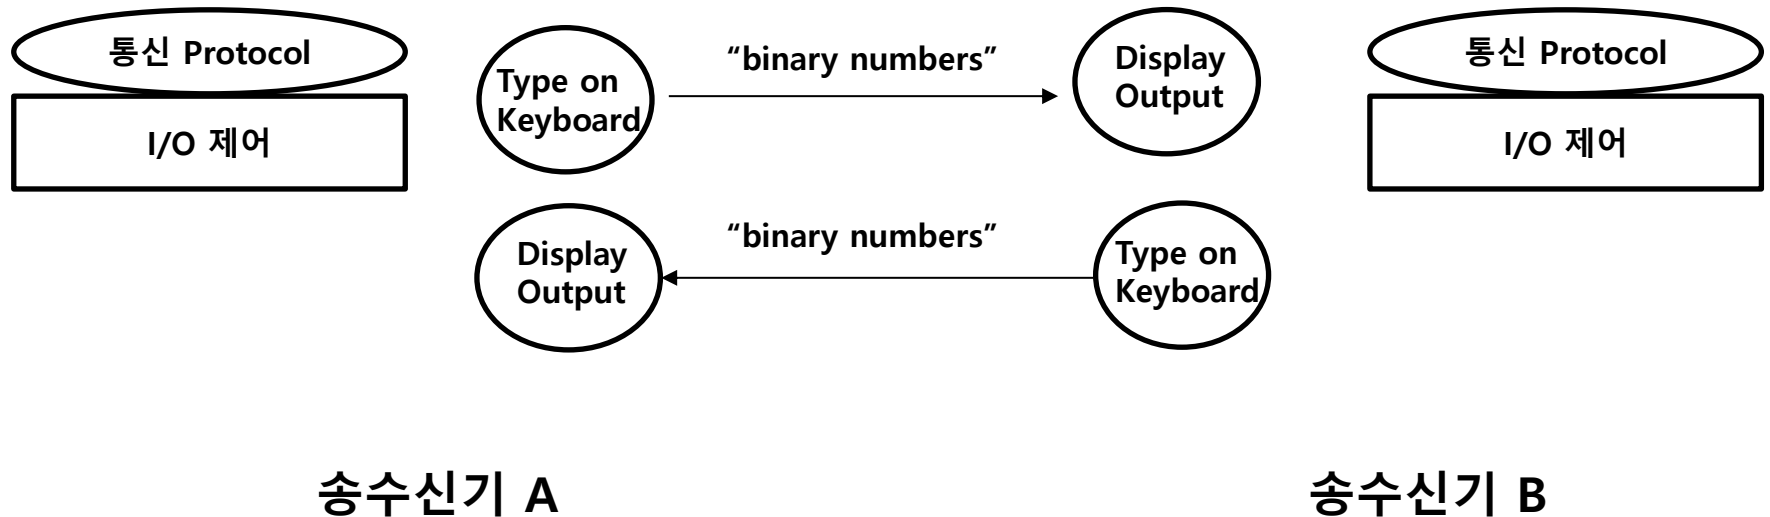 통신 Protocol
I/O 제어
Type on
Keyboard
“binary numbers”
Display
Output
통신 Protocol
I/O 제어
Display
Output
“binary numbers”
Type on
Keyboard
송수신기 A
송수신기 B